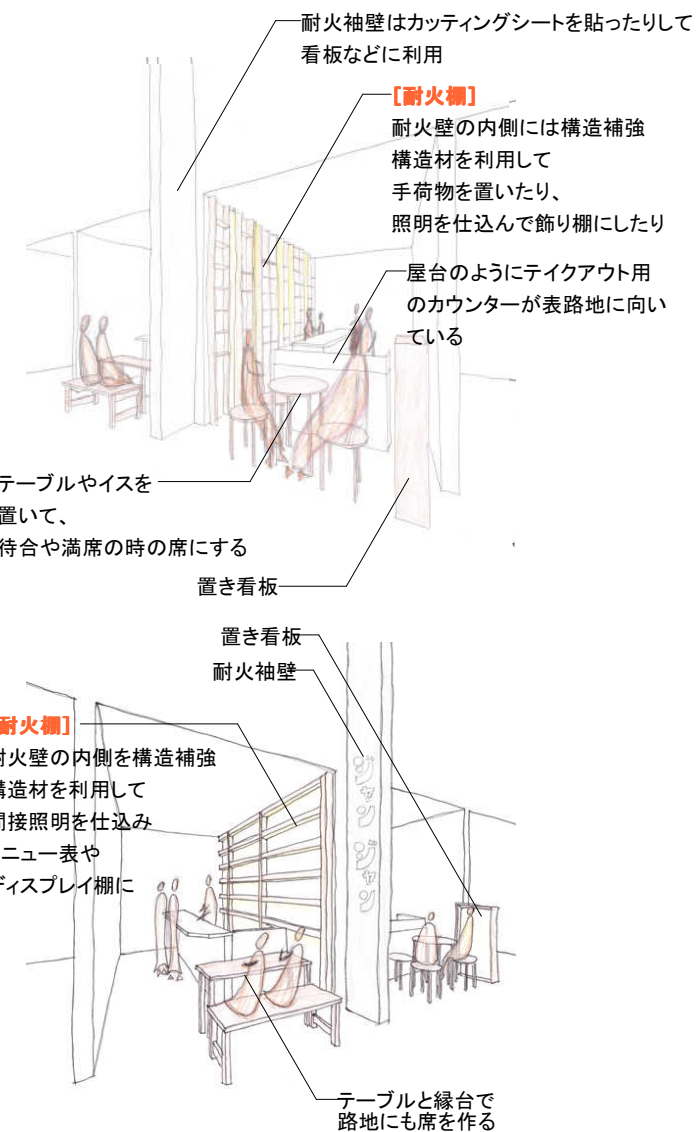 耐火袖壁はカッティングシートを貼ったりして
看板などに利用
[耐火棚]
耐火壁の内側には構造補強
構造材を利用して
手荷物を置いたり、
照明を仕込んで飾り棚にしたり
屋台のようにテイクアウト用
のカウンターが表路地に向い
ている
テーブルやイスを
置いて、
待合や満席の時の席にする
置き看板
置き看板
耐火袖壁
耐火棚]
耐火壁の内側を構造補強
構造材を利用して
間接照明を仕込み
ニュー表や
ディスプレイ棚に
ジャンジャン
テーブルと縁台で
路地にも席を作る